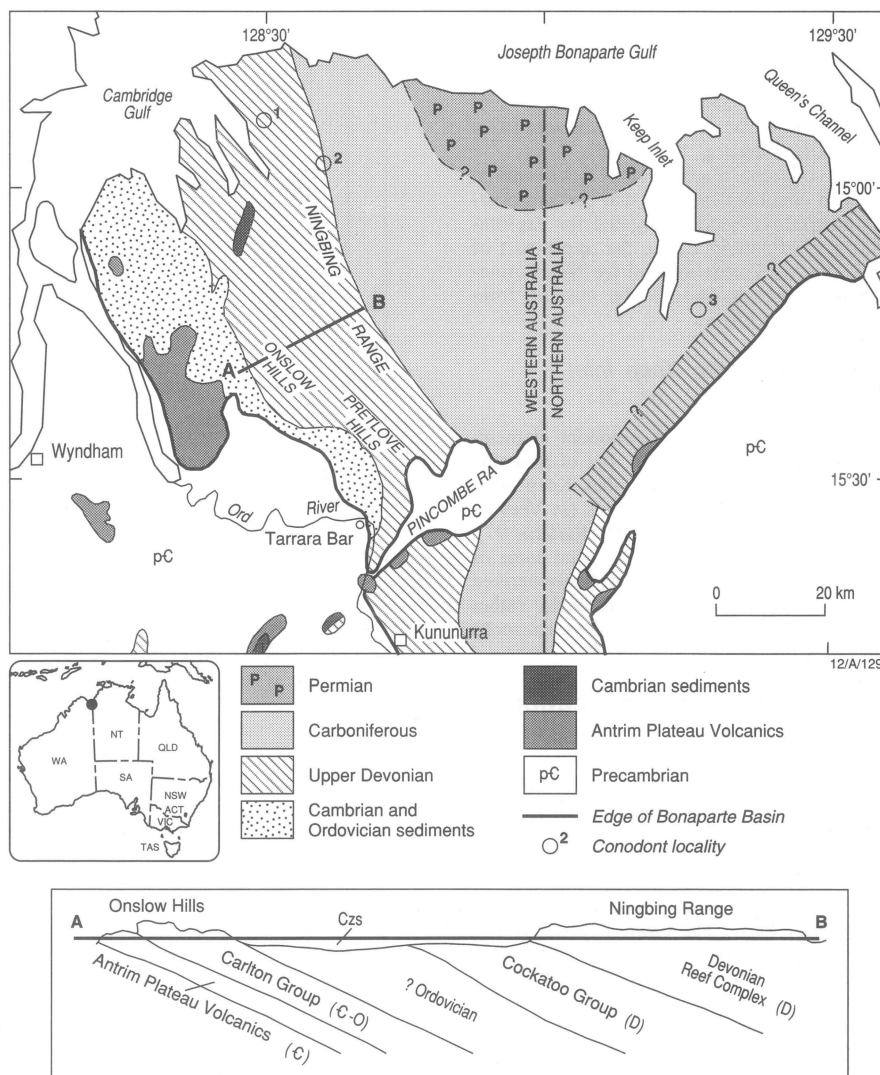 128°30'
129°30'
Joseph Bonaparte Gulf
Cambridge
Gulf
Queen's Channel
Keep Inlet
1
2
P P
P P P
P P P
P P P
?
?
15°00'
NINGBING
RANGE
B
A
ONSLOW
HILLS
PRETLOVE
HILLS
WESTERN AUSTRALIA
NORTHERN AUSTRALIA
3
?
?
Wyndham
Ord River
Tarrara Bar
PINCOMBE RA
pЄ
pЄ
pЄ
15°30'
0 20 km
Kununurra
12/A/129
WA
NT
QLD
SA
NSW
ACT
VIC
TAS
P P Permian
Carboniferous
Upper Devonian
Cambrian and
Ordovician sediments
Cambrian sediments
Antrim Plateau Volcanics
pЄ Precambrian
Edge of Bonaparte Basin
2 Conodont locality
A
Onslow Hills
Czs
Ningbing Range
B
Antrim Plateau Volcanics (Є)
Carlton Group (Є-O)
? Ordovician
Cockatoo Group (D)
Devonian
Reef Complex (D)